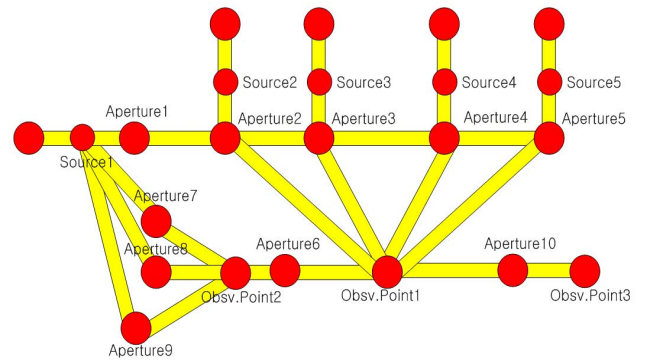 Source2
Source3
Source4
Source5
Aperture1
Aperture2
Aperture3
Aperture4
Aperture5
Source1
Aperture7
Aperture8
Aperture6
Aperture10
Obsv.Point2
Obsv.Point1
Obsv.Point3
Aperture9